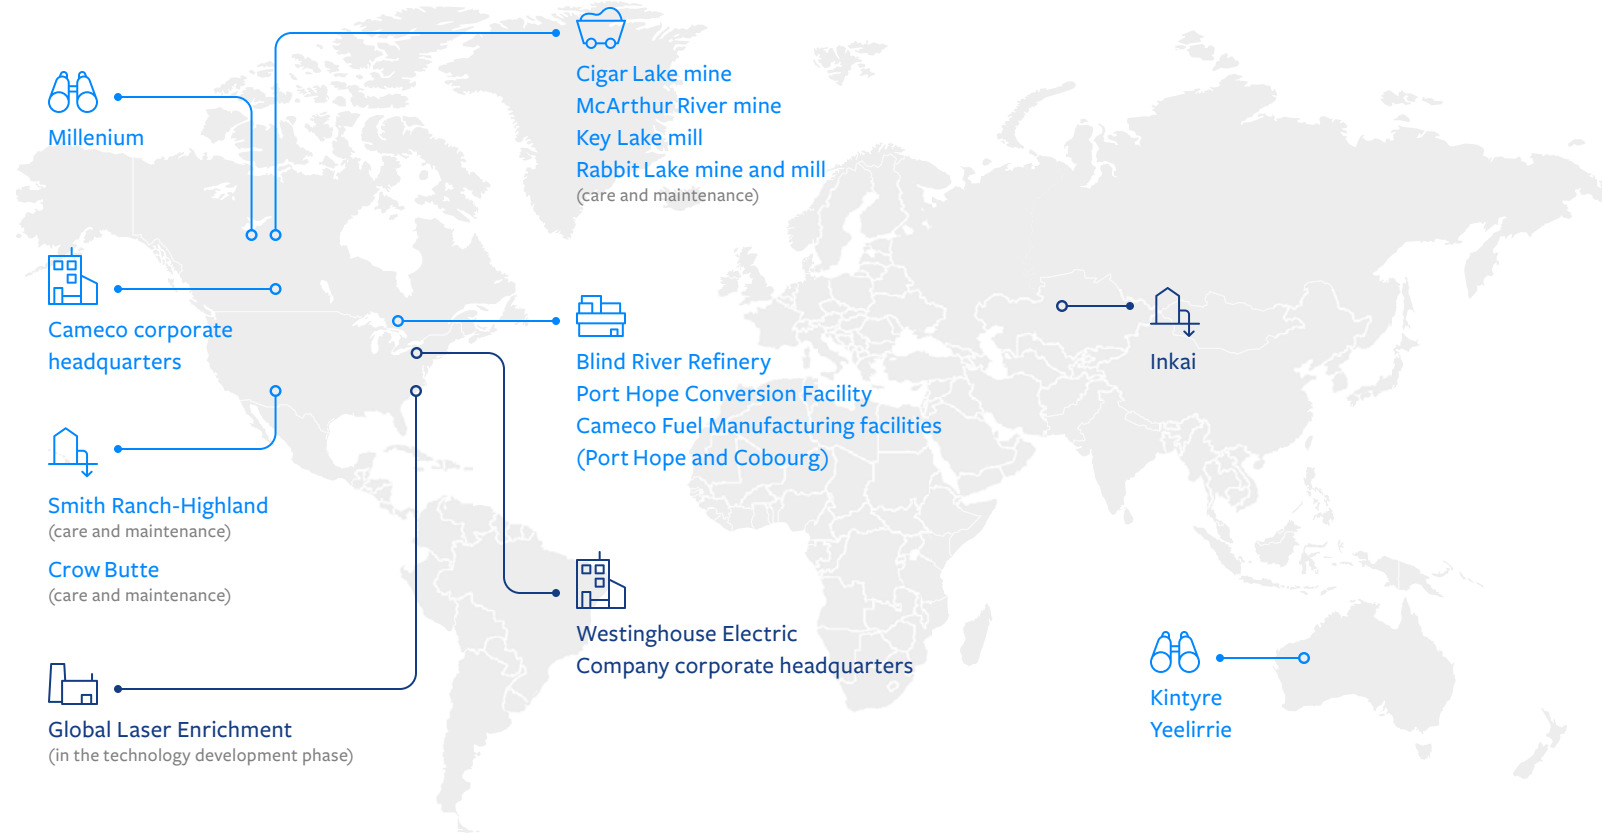 Cigar Lake mine
McArthur River mine
Key Lake mill
Rabbit Lake mine and mill
(care and maintenance)
Millenium
Cameco corporate
headquarters
Blind River Refinery
Port Hope Conversion Facility
Cameco Fuel Manufacturing facilities
(Port Hope and Cobourg)
Inkai
Smith Ranch-Highland
(care and maintenance)
Crow Butte
(care and maintenance)
Westinghouse Electric
Company corporate headquarters
Kintyre
Yeelirrie
Global Laser Enrichment
(in the technology development phase)